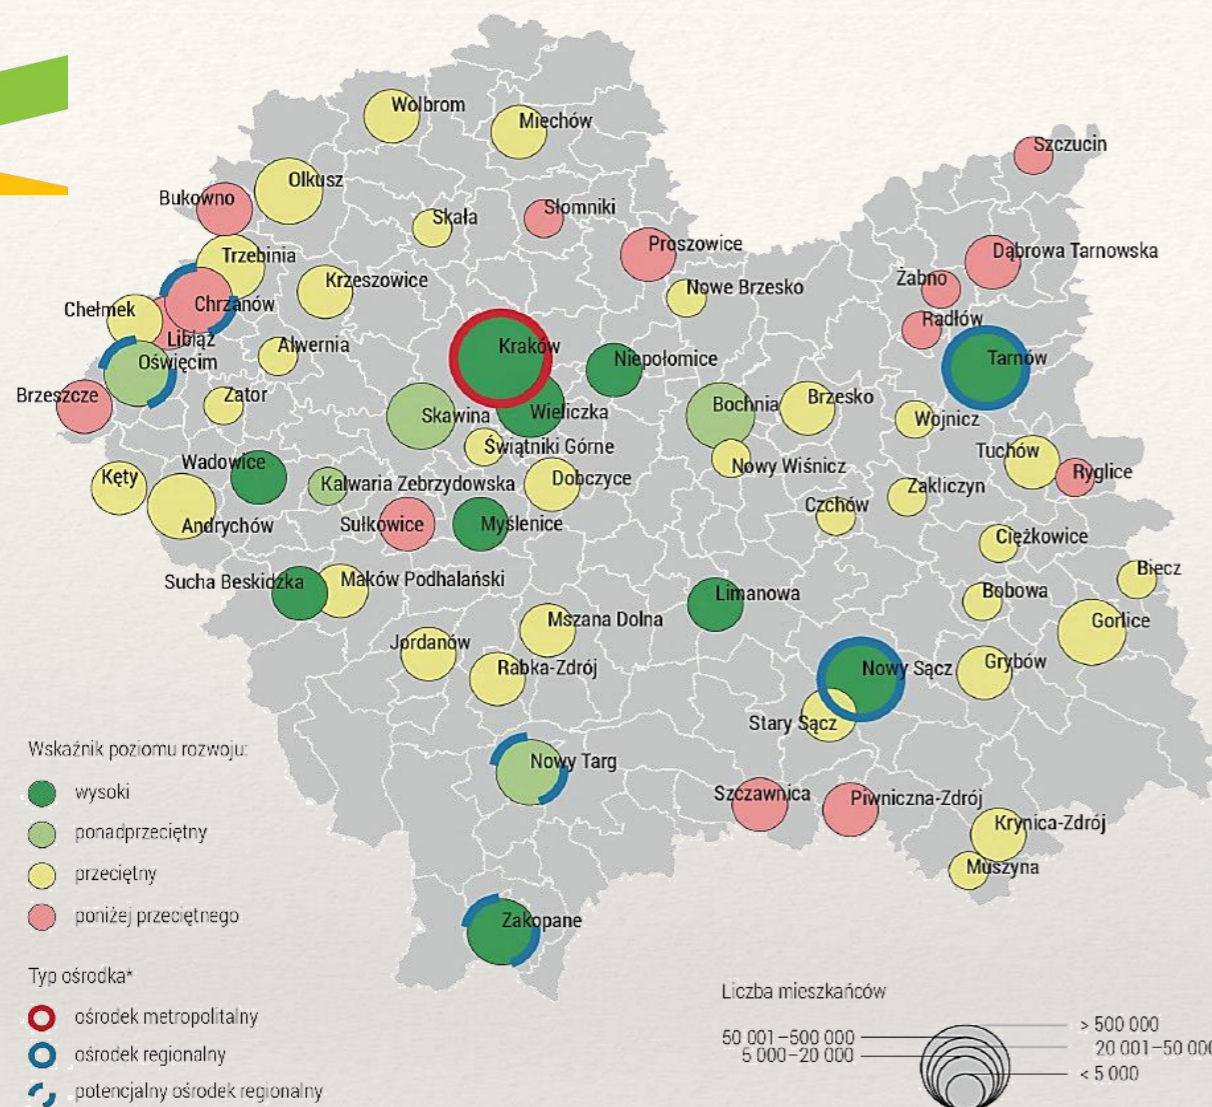 Wolbrom
Miechów
Szczucin
Olkusz
Bukowno
Skała
Słomniki
Proszowice
Dąbrowa Tarnowska
Trzebinia
Krzeszowice
Żabno
Nowe Brzesko
Chełmek
Chrzanów
Radłów
Libiąż
Alwernia
Kraków
Niepołomice
Tarnów
Oświęcim
Brzeszcze
Zator
Skawina
Wieliczka
Bochnia
Brzesko
Wojnicz
Świątniki Górne
Nowy Wiśnicz
Tuchów
Ryglice
Wadowice
Kęty
Kalwaria Zebrzydowska
Dobczyce
Zakliczyn
Andrychów
Sułkowice
Myślenice
Czchów
Ciężkowice
Sucha Beskidzka
Maków Podhalański
Limanowa
Biecz
Bobowa
Gorlice
Mszana Dolna
Jordanów
Rabka-Zdrój
Nowy Sącz
Grybów
Stary Sącz
Nowy Targ
Szczawnica
Piwniczna-Zdrój
Krynica-Zdrój
Muszyna
Zakopane
Wskaźnik poziomu rozwoju:
wysoki
ponadprzeciętny
przeciętny
poniżej przeciętnego
Typ ośrodka*
ośrodek metropolitalny
ośrodek regionalny
potencjalny ośrodek regionalny
Liczba mieszkańców
> 500 000
50 001–500 000
20 001–50 000
5 000–20 000
< 5 000